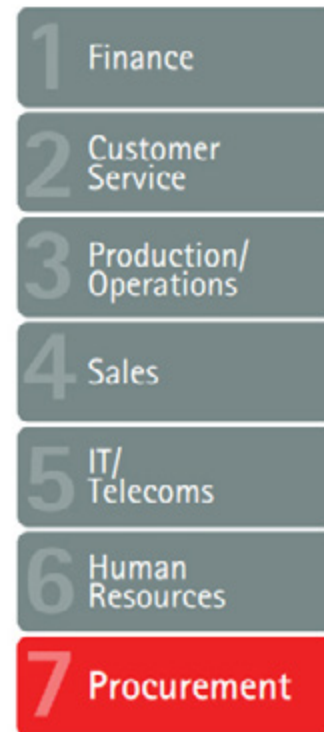 1 Finance
2 Customer
Service
3 Production/
Operations
4 Sales
5 IT/
Telecoms
6 Human
Resources
7 Procurement